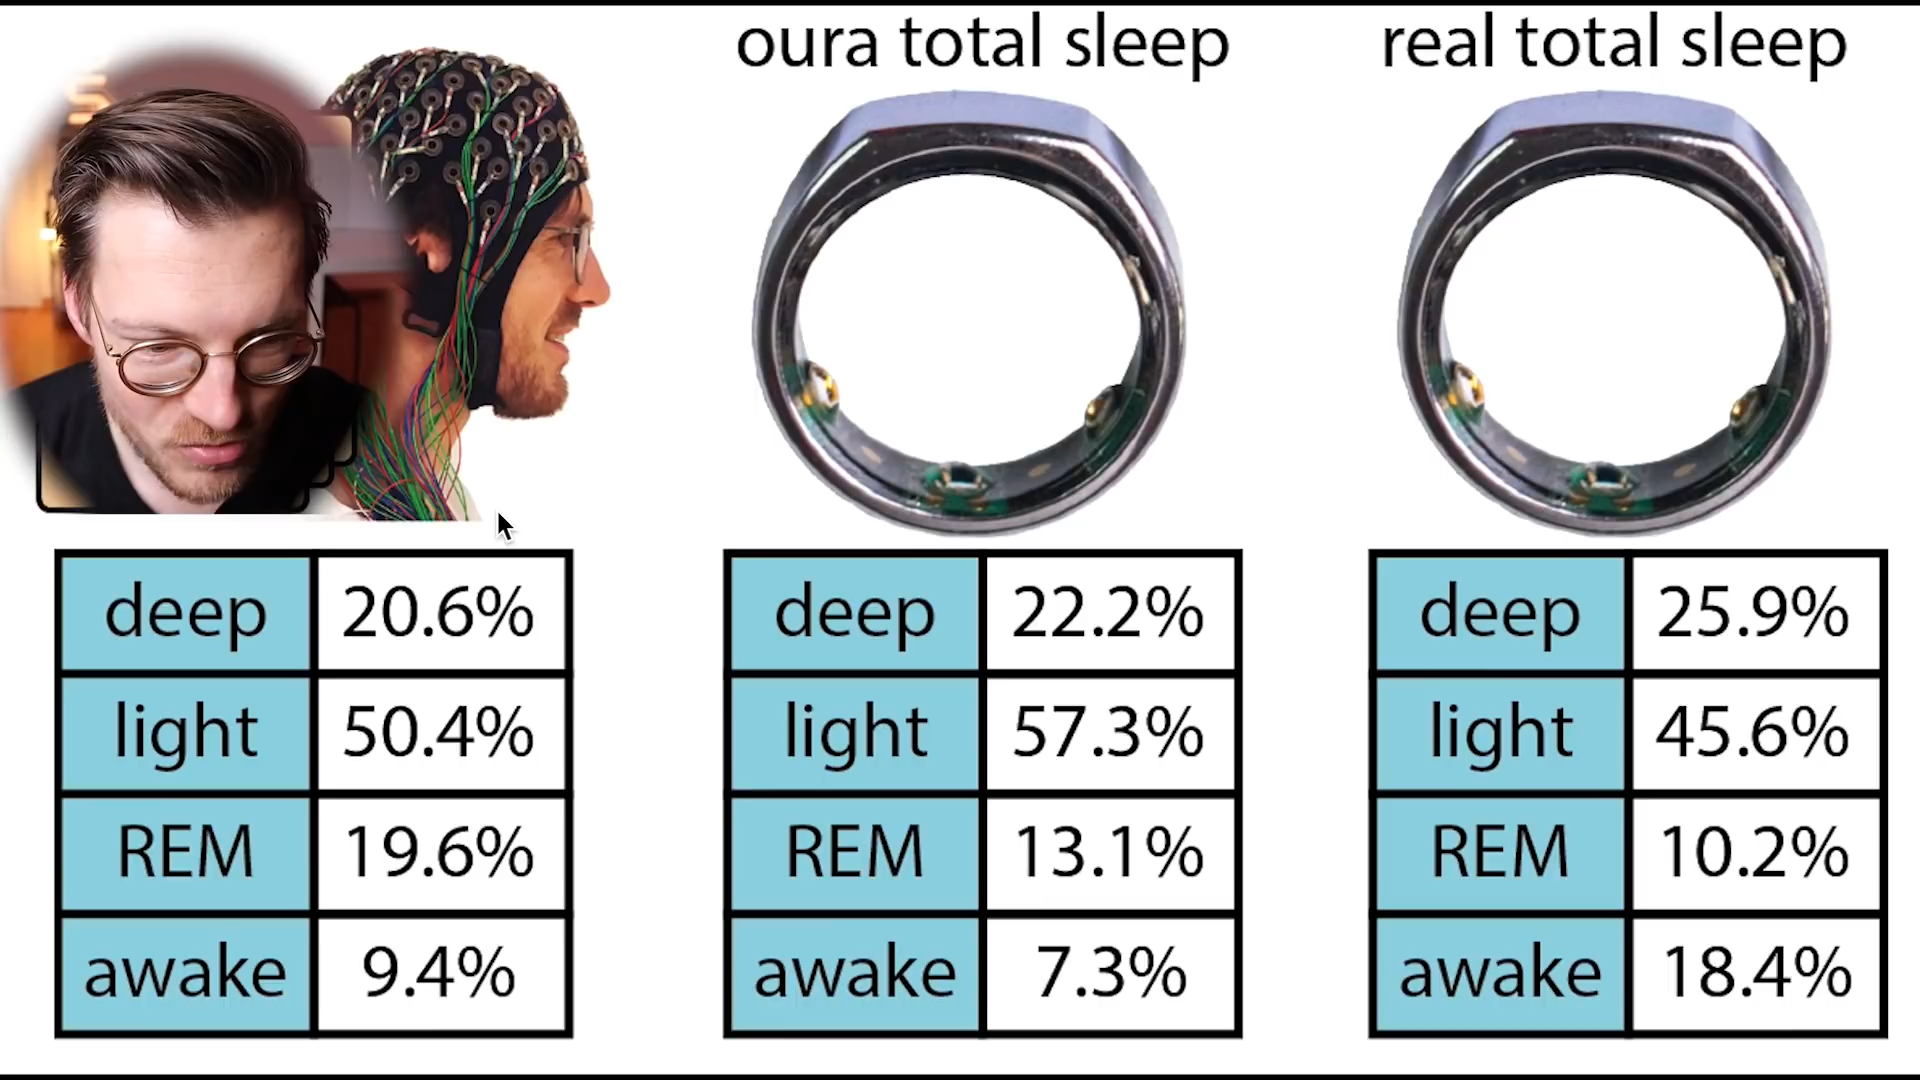 oura total sleep
real total sleep
deep 20.6%
light 50.4%
REM 19.6%
awake 9.4%
deep 22.2%
light 57.3%
REM 13.1%
awake 7.3%
deep 25.9%
light 45.6%
REM 10.2%
awake 18.4%